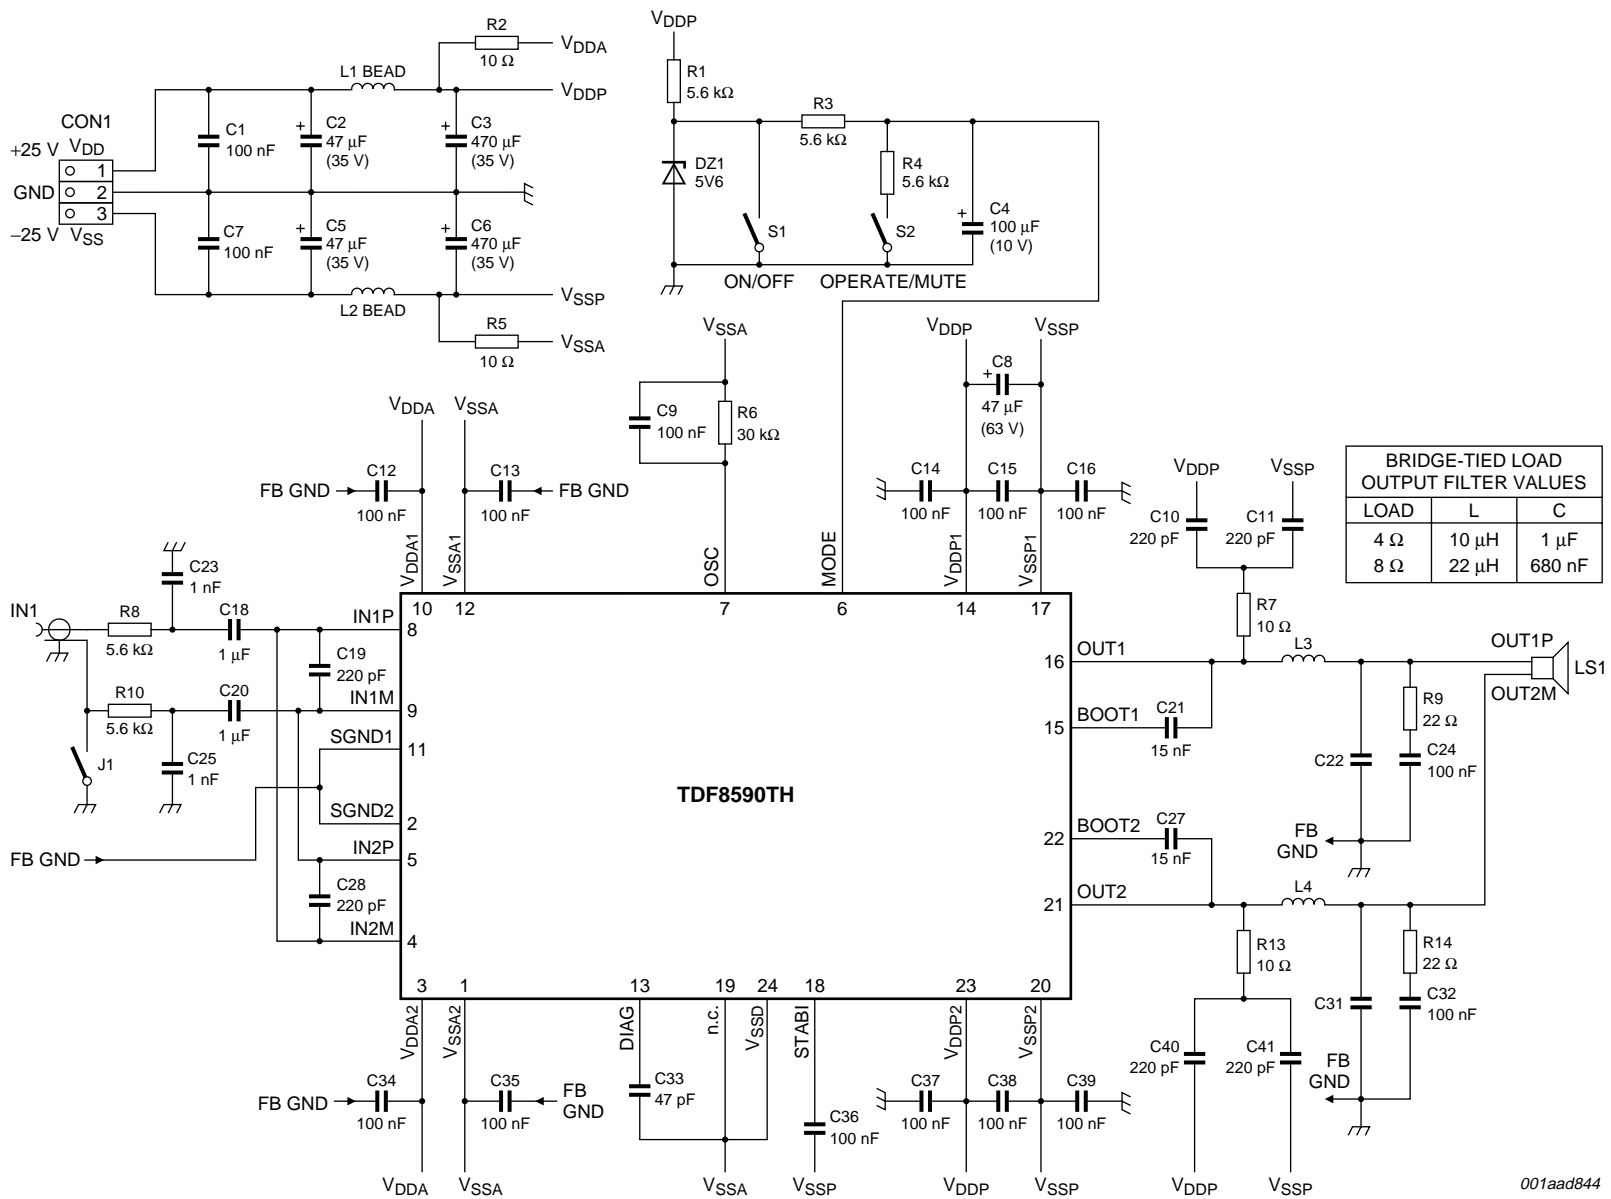 R2
10 Ω
VDDA
L1 BEAD
VDDP
CON1
+25 V
VDD
1
GND
2
3
−25 V
VSS
C1
100 nF
+
C2
47 μF
(35 V)
+
C3
470 μF
(35 V)
C7
100 nF
+
C5
47 μF
(35 V)
+
C6
470 μF
(35 V)
L2 BEAD
VSSP
R5
10 Ω
VSSA
VDDP
R1
5.6 kΩ
R3
5.6 kΩ
DZ1
5V6
R4
5.6 kΩ
S1
S2
+
C4
100 μF
(10 V)
ON/OFF
OPERATE/MUTE
VSSA
C9
100 nF
R6
30 kΩ
VDDP
VSSP
+
C8
47 μF
(63 V)
C14
100 nF
C15
100 nF
C16
100 nF
VDDA
VSSA
FB GND
C12
100 nF
C13
100 nF
FB GND
VDDP
VSSP
C10
220 pF
C11
220 pF
BRIDGE-TIED LOAD
OUTPUT FILTER VALUES
LOAD L C
4 Ω 10 μH 1 μF
8 Ω 22 μH 680 nF
VDDA1
VSSA1
OSC
MODE
VDDP1
VSSP1
10
12
7
6
14
17
IN1
R8
5.6 kΩ
C23
1 nF
C18
1 μF
IN1P
8
C19
220 pF
R10
5.6 kΩ
C20
1 μF
IN1M
9
J1
C25
1 nF
SGND1
11
SGND2
2
FB GND
IN2P
5
C28
220 pF
IN2M
4
TDF8590TH
R7
10 Ω
16
OUT1
L3
OUT1P
LS1
OUT2M
15
BOOT1
C21
15 nF
R9
22 Ω
C22
C24
100 nF
22
BOOT2
C27
15 nF
FB
GND
21
OUT2
L4
R13
10 Ω
R14
22 Ω
C31
C32
100 nF
FB
GND
C40
220 pF
C41
220 pF
VDDP
VSSP
3
1
13
19
24
18
23
20
VDDA2
VSSA2
DIAG
n.c.
VSSD
STABI
VDDP2
VSSP2
FB GND
C34
100 nF
C35
100 nF
FB
GND
C33
47 pF
C36
100 nF
C37
100 nF
C38
100 nF
C39
100 nF
VDDA
VSSA
VSSA
VSSP
VDDP
VSSP
001aad844